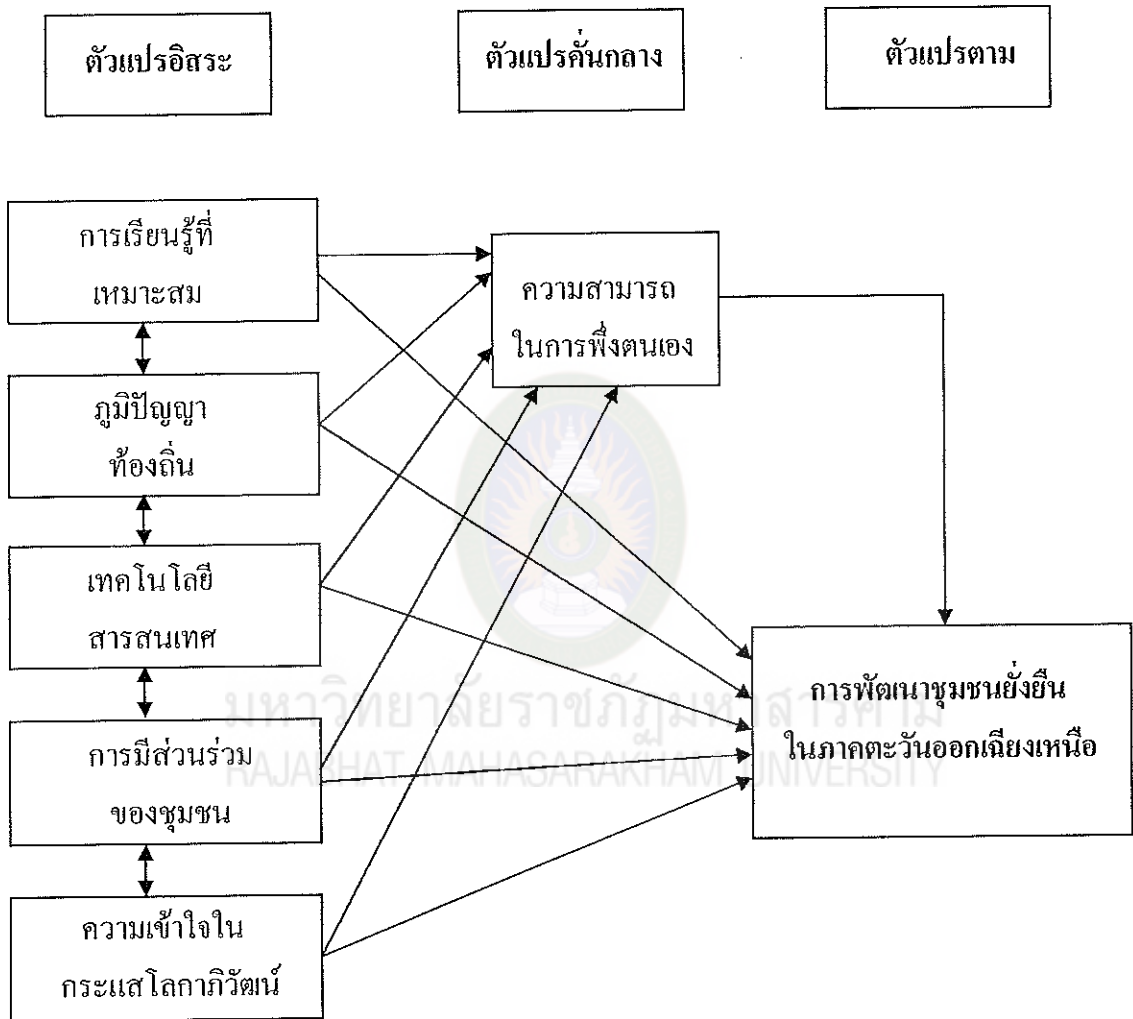 ตัวแปรอิสระ
ตัวแปรคั่นกลาง
ตัวแปรตาม
การเรียนรู้ที่
เหมาะสม
ความสามารถ
ในการพึ่งตนเอง
ภูมิปัญญา
ท้องถิ่น
เทคโนโลยี
สารสนเทศ
การพัฒนาชุมชนยั่งยืน
ในภาคตะวันออกเฉียงเหนือ
มหาวิทยาลัยราชภัฏมหาสารคาม
RAJABHAT MAHASARAKHAM UNIVERSITY
การมีส่วนร่วม
ของชุมชน
ความเข้าใจใน
กระแสโลกาภิวัฒน์